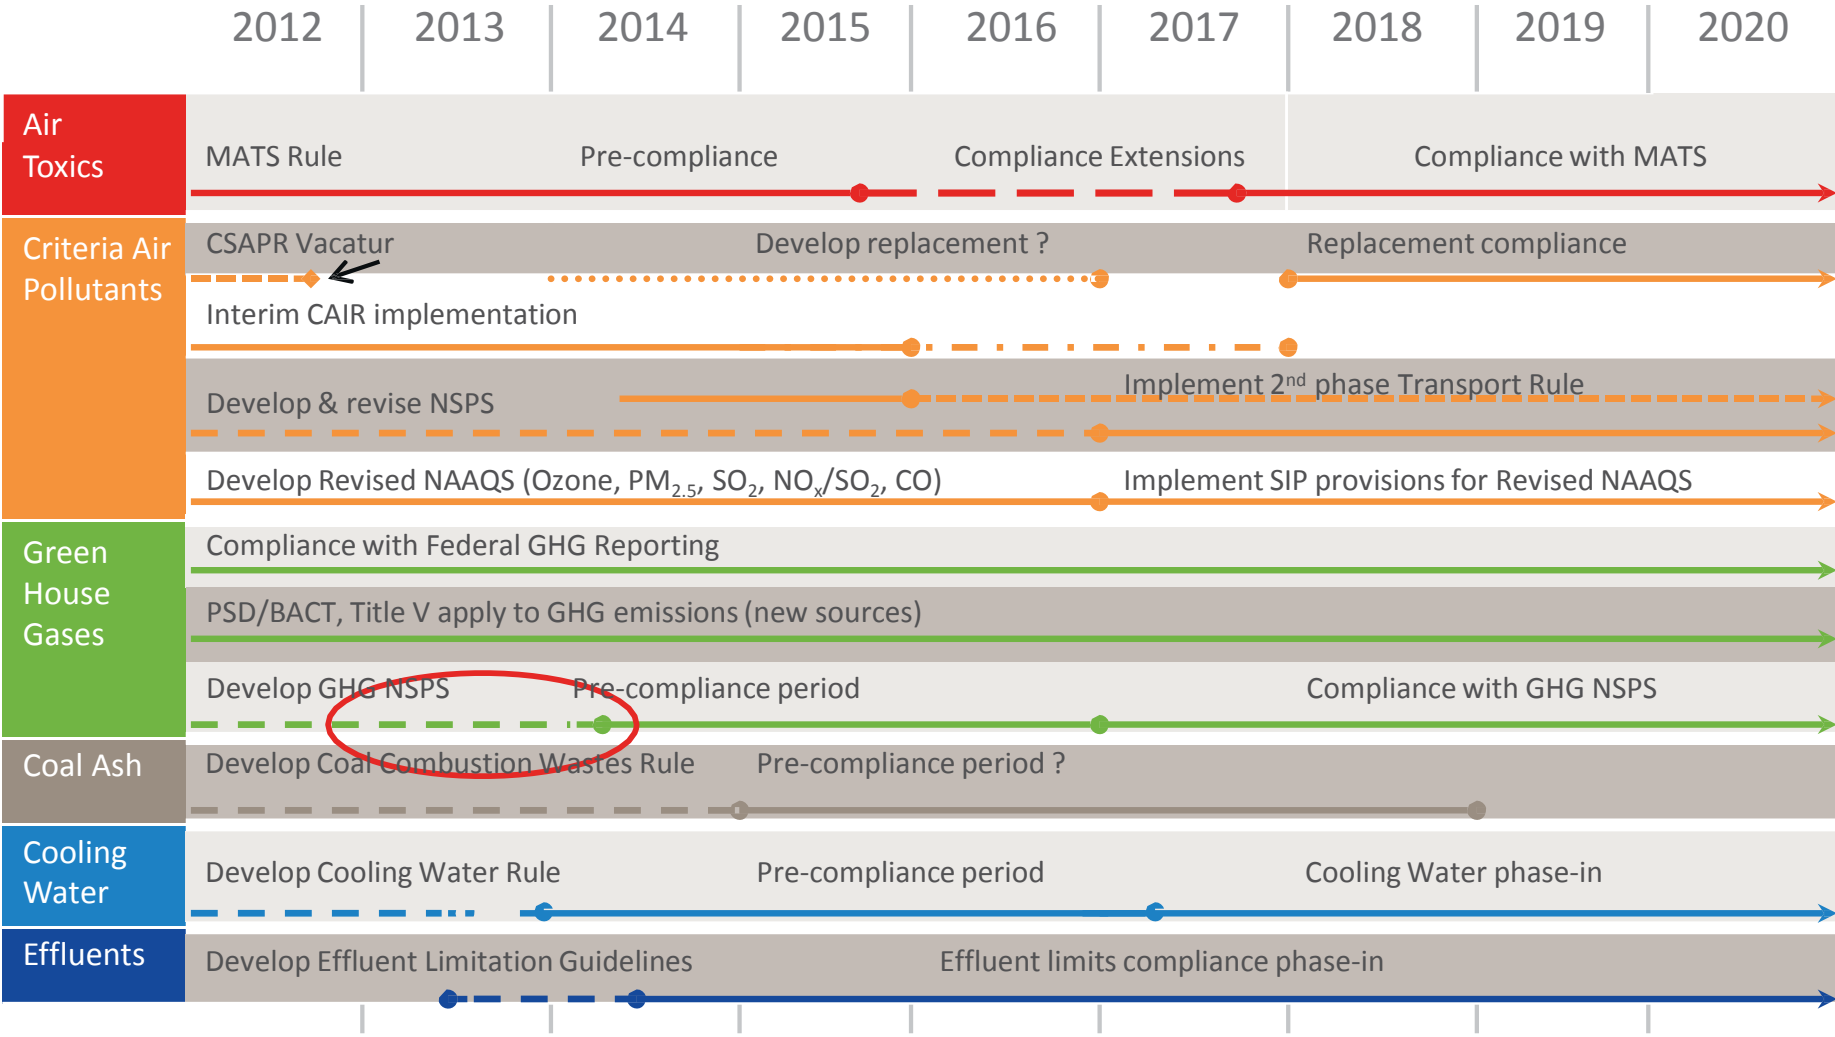 2012 2013 2014 2015 2016 2017 2018 2019 2020
Air
Toxics
MATS Rule Pre-compliance Compliance Extensions Compliance with MATS
Criteria Air
Pollutants
CSAPR Vacatur Develop replacement ? Replacement compliance
Interim CAIR implementation
Implement 2nd phase Transport Rule
Develop & revise NSPS
Develop Revised NAAQS (Ozone, PM2.5, SO2, NOx/SO2, CO) Implement SIP provisions for Revised NAAQS
Green
House
Gases
Compliance with Federal GHG Reporting
PSD/BACT, Title V apply to GHG emissions (new sources)
Develop GHG NSPS Pre-compliance period Compliance with GHG NSPS
Coal Ash
Develop Coal Combustion Wastes Rule Pre-compliance period ?
Cooling
Water
Develop Cooling Water Rule Pre-compliance period Cooling Water phase-in
Effluents
Develop Effluent Limitation Guidelines Effluent limits compliance phase-in